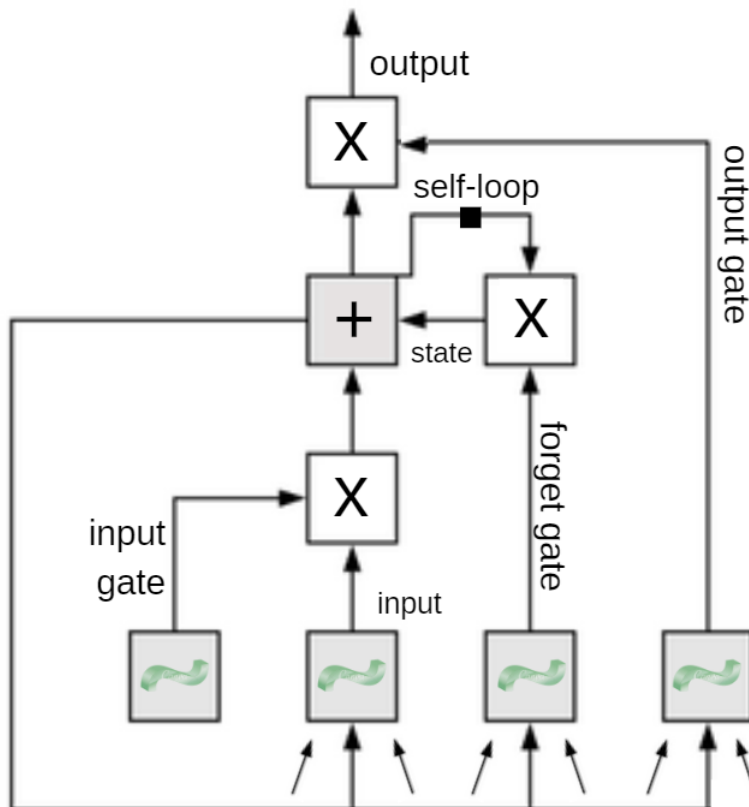 output
X
self-loop
output gate
+
X
state
forget gate
X
input
gate
input